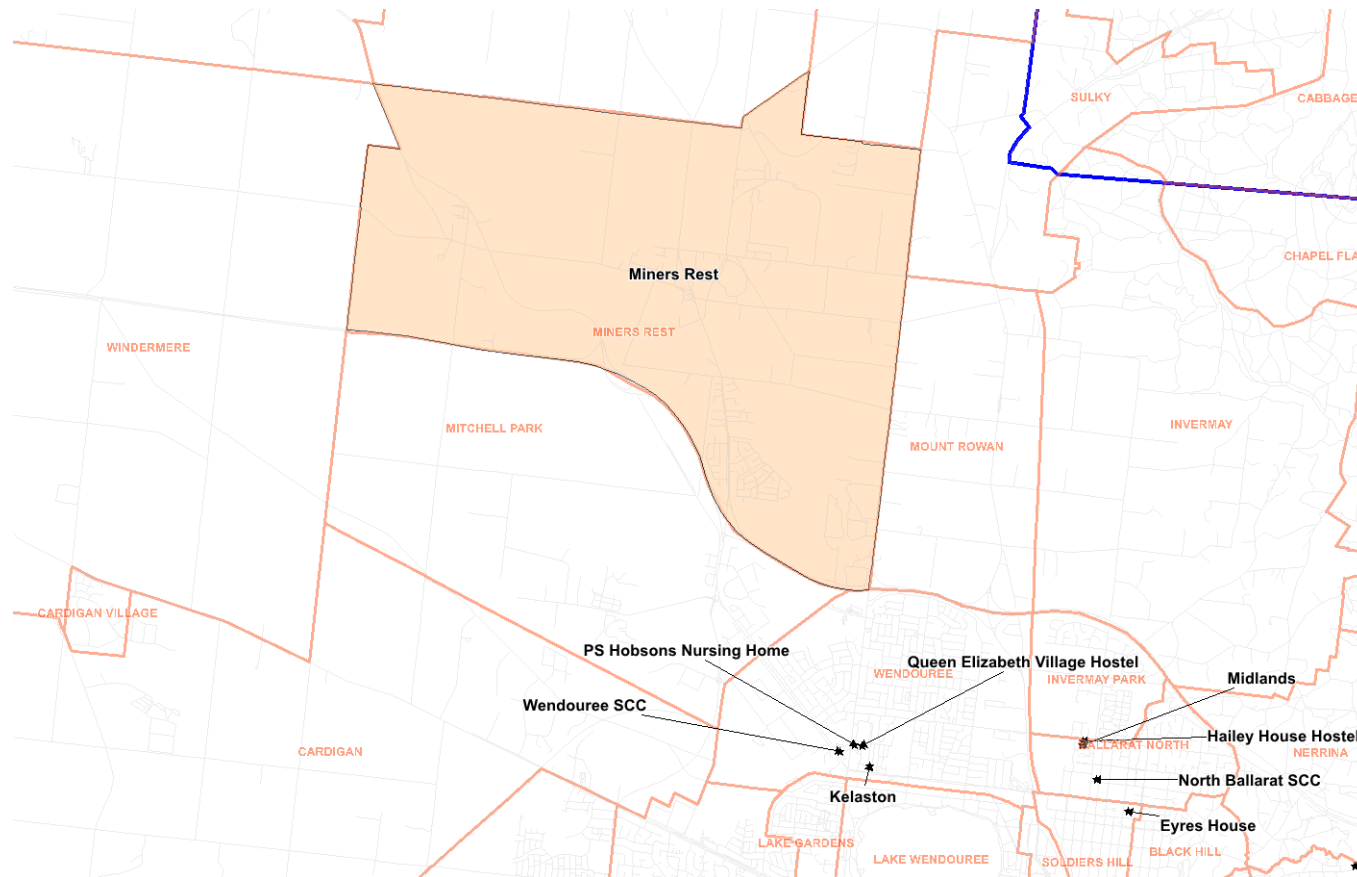 SULKY
CABBAGE
CHAPEL FLA
Miners Rest
MINERS REST
WINDERMERE
MITCHELL PARK
INVERMAY
MOUNT ROWAN
CARDIGAN VILLAGE
PS Hobsons Nursing Home
Queen Elizabeth Village Hostel
WENDOUREE
INVERMAY PARK
Midlands
Wendouree SCC
Hailey House Hostel
BALLARAT NORTH
NERRINA
CARDIGAN
North Ballarat SCC
Kelaston
Eyres House
LAKE GARDENS
LAKE WENDOUREE
SOLDIERS HILL
BLACK HILL